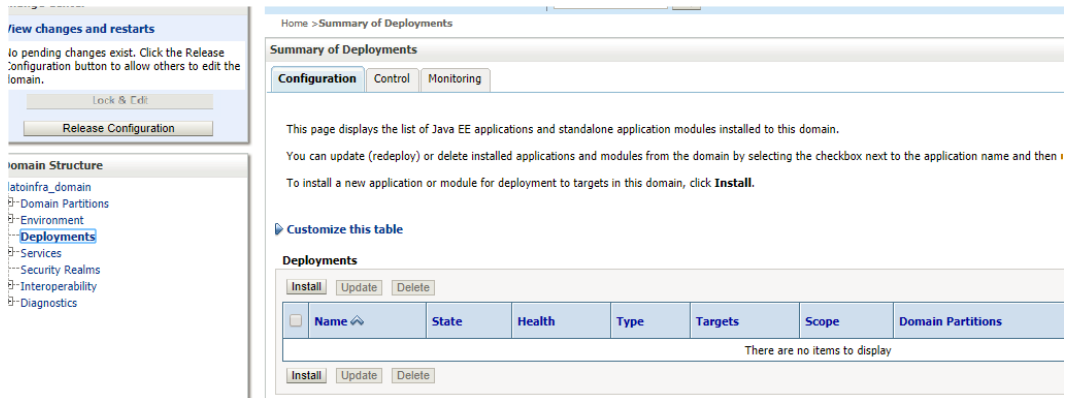 View changes and restarts
No pending changes exist. Click the Release
Configuration button to allow others to edit the
domain.
Lock & Edit
Release Configuration
Domain Structure
latoinfra_domain
Domain Partitions
Environment
Deployments
Services
Security Realms
Interoperability
Diagnostics
Home >Summary of Deployments
Summary of Deployments
Configuration Control Monitoring
This page displays the list of Java EE applications and standalone application modules installed to this domain.
You can update (redeploy) or delete installed applications and modules from the domain by selecting the checkbox next to the application name and then
To install a new application or module for deployment to targets in this domain, click Install.
Customize this table
Deployments
Install Update Delete
Name State Health Type Targets Scope Domain Partitions
There are no items to display
Install Update Delete